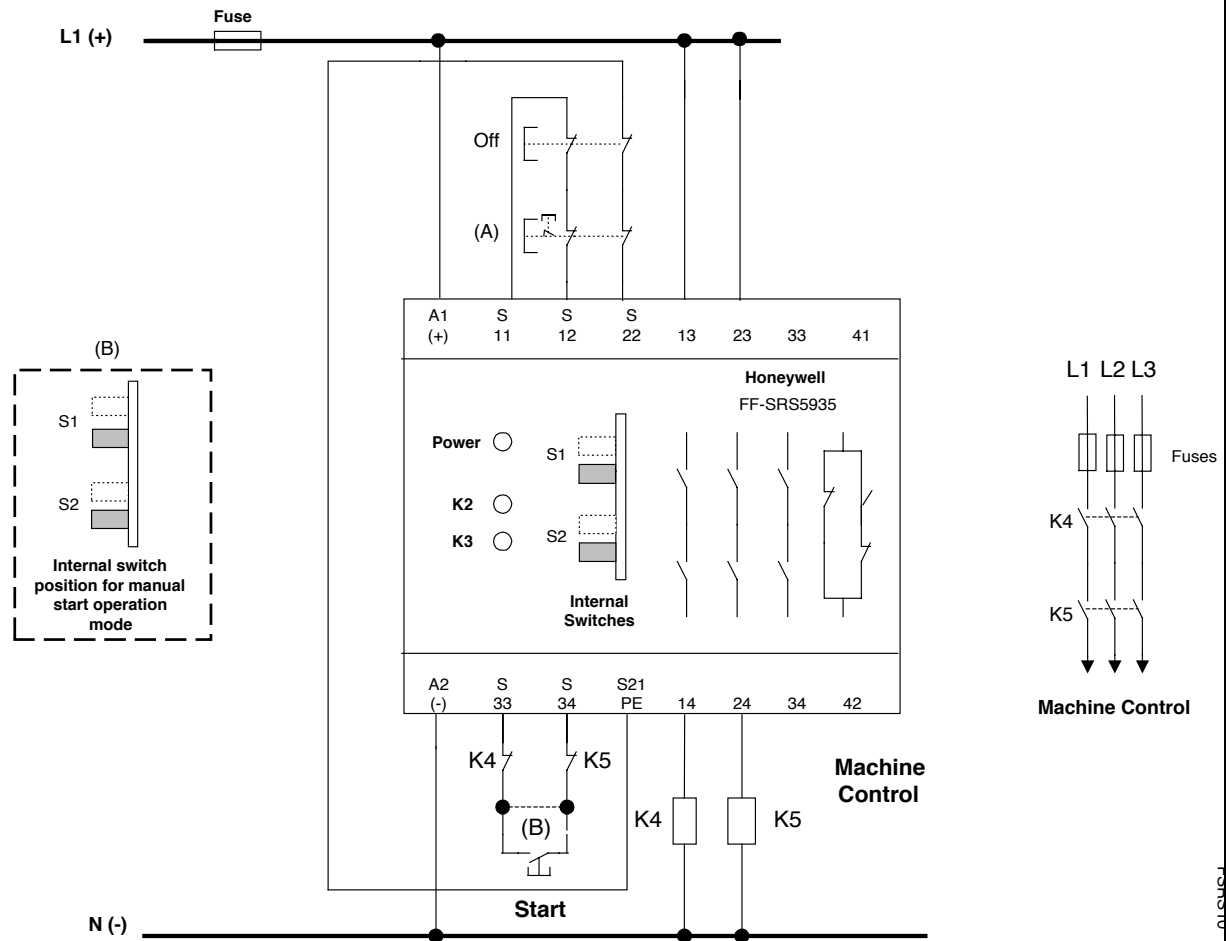 Fuse
L1 (+)
Off
(A)
A1 S S S
(+) 11 12 22 13 23 33 41
(B)
S1
S2
Internal switch
position for manual
start operation
mode
Honeywell
FF-SRS5935
Power
K2
K3
S1
S2
Internal
Switches
A2 S S S21
(-) 33 34 PE 14 24 34 42
K4 K5
(B)
Start
K4 K5
Machine
Control
N (-)
L1 L2 L3
Fuses
K4
K5
Machine Control